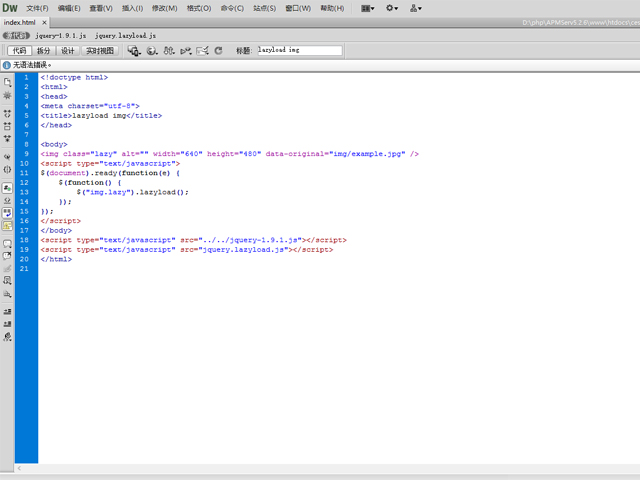 Dw 文件(F) 编辑(E) 查看(V) 插入(I) 修改(M) 格式(O) 命令(C) 站点(S) 窗口(W) 帮助(H)
index.html ×
源代码 jquery-1.9.1.js jquery.lazyload.js
代码 拆分 设计 实时视图 标题: lazyload img
无语法错误。
1 <!doctype html>
2 <html>
3 <head>
4 <meta charset="utf-8">
5 <title>lazyload img</title>
6 </head>
7
8 <body>
9 <img class="lazy" alt="" width="640" height="480" data-original="img/example.jpg" />
10 <script type="text/javascript">
11 $(document).ready(function(e) {
12 $(function() {
13 $("img.lazy").lazyload();
14 });
15 });
16 </script>
17 </body>
18 <script type="text/javascript" src="../../jquery-1.9.1.js"></script>
19 <script type="text/javascript" src="jquery.lazyload.js"></script>
20 </html>
21